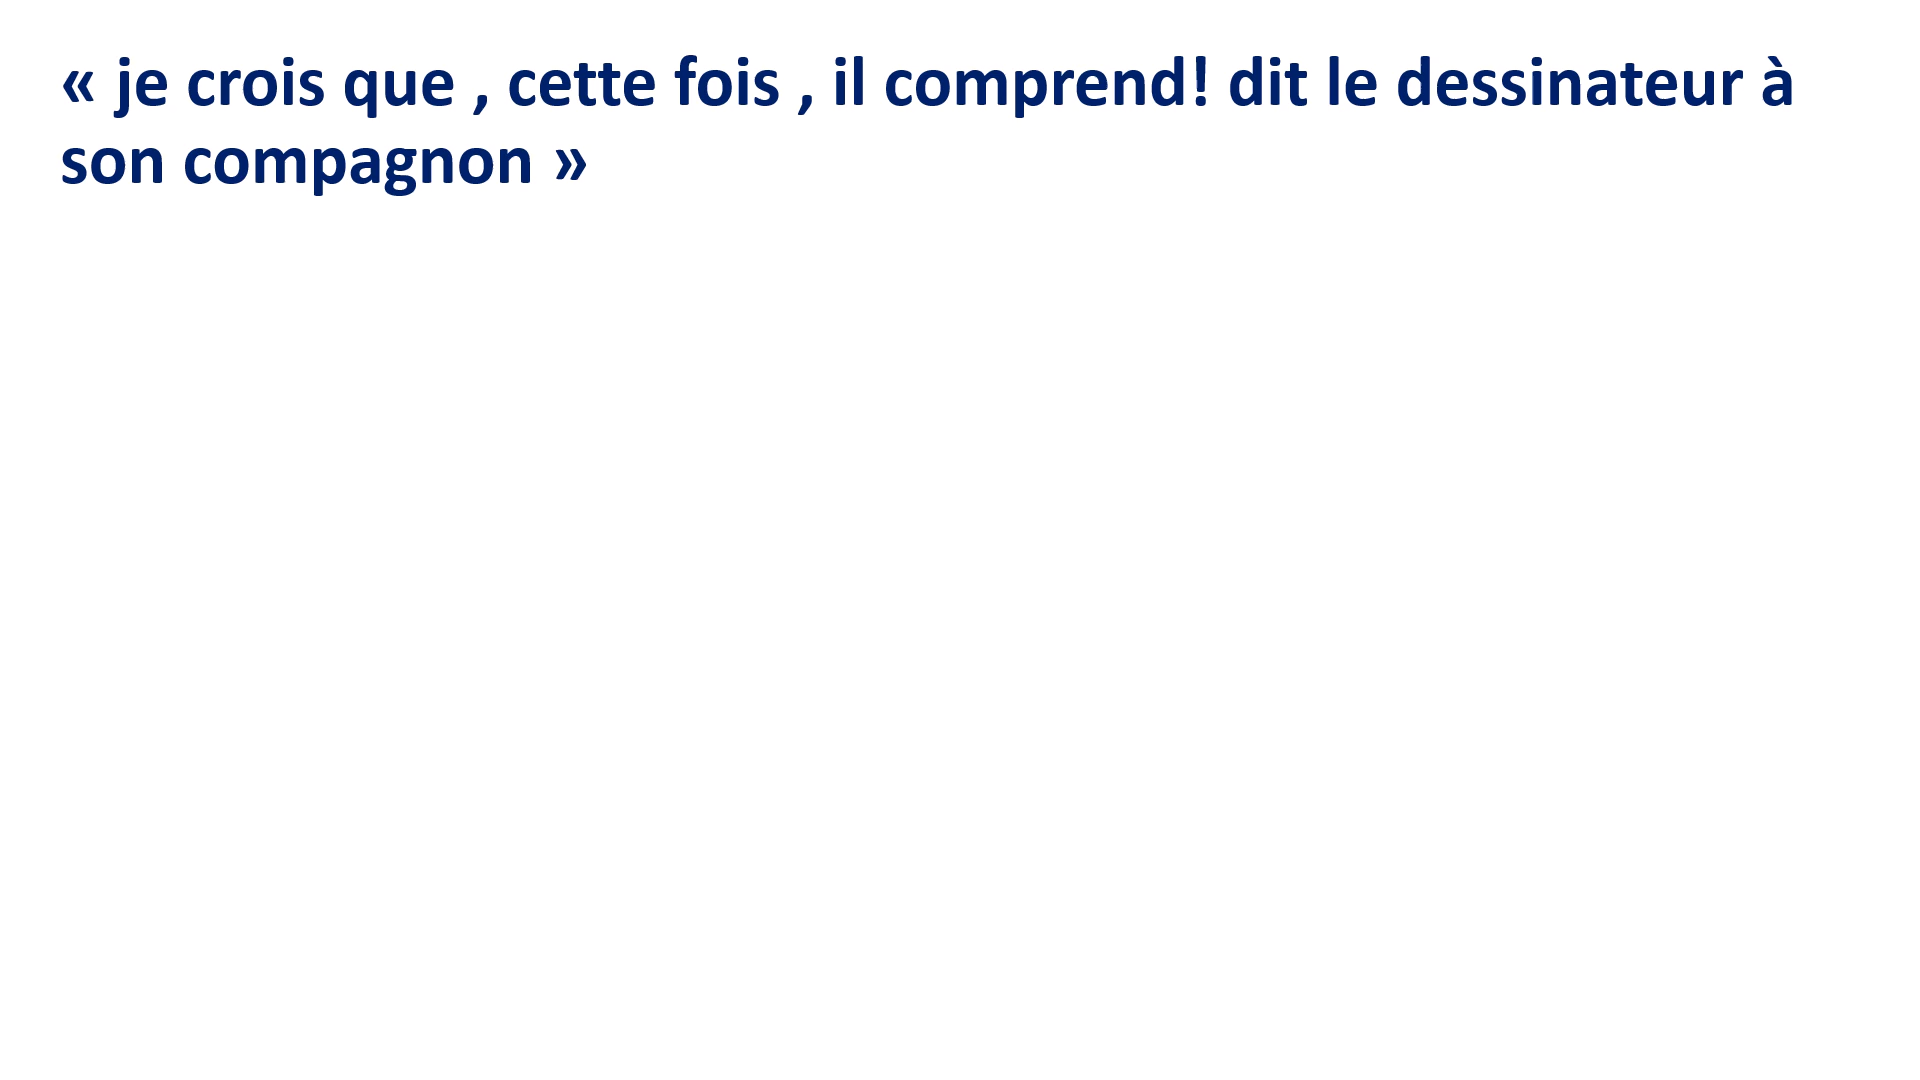 « je crois que , cette fois , il comprend! dit le dessinateur à
son compagnon »